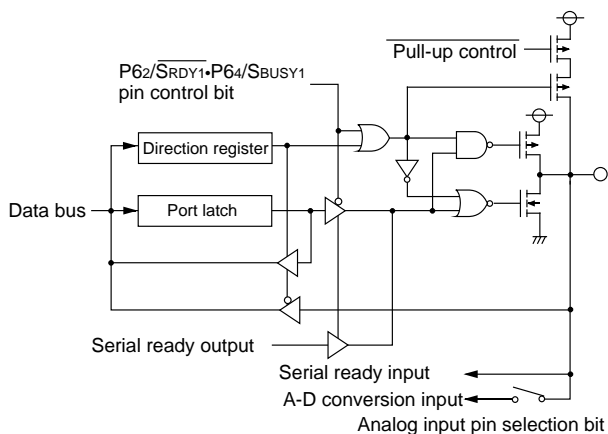 Pull-up control
P62/SRDY1•P64/SBUSY1
pin control bit
Direction register
Data bus
Port latch
Serial ready output
Serial ready input
A-D conversion input
Analog input pin selection bit